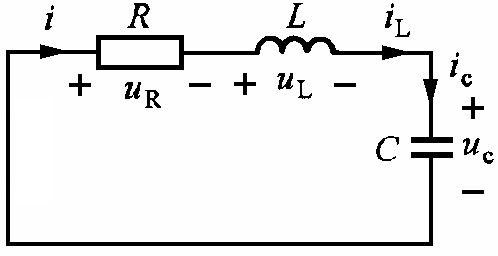 i R L i_L
+ u_R − + u_L − i_c
+
C u_c
−